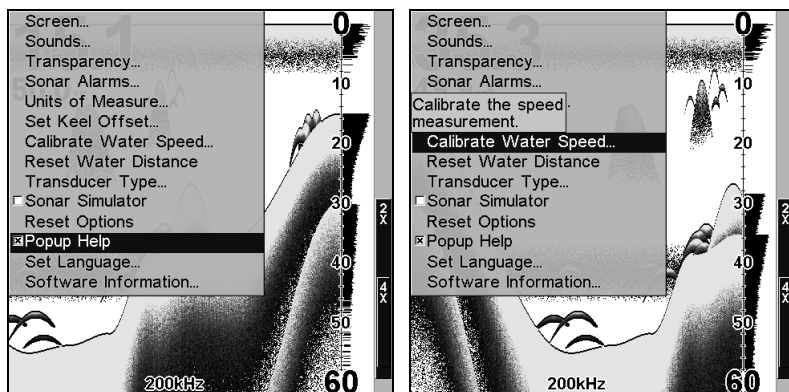 Screen...
Sounds...
Transparency...
Sonar Alarms...
Units of Measure...
Set Keel Offset...
Calibrate Water Speed...
Reset Water Distance
Transducer Type...
Sonar Simulator
Reset Options
Popup Help
Set Language...
Software Information...
0
10
20
30
40
50
60
200kHz
2X
4X
Screen...
Sounds...
Transparency...
Sonar Alarms...
Calibrate the speed
measurement.
Calibrate Water Speed...
Reset Water Distance
Transducer Type...
Sonar Simulator
Reset Options
Popup Help
Set Language...
Software Information...
0
10
20
30
40
50
60
200kHz
2X
4X